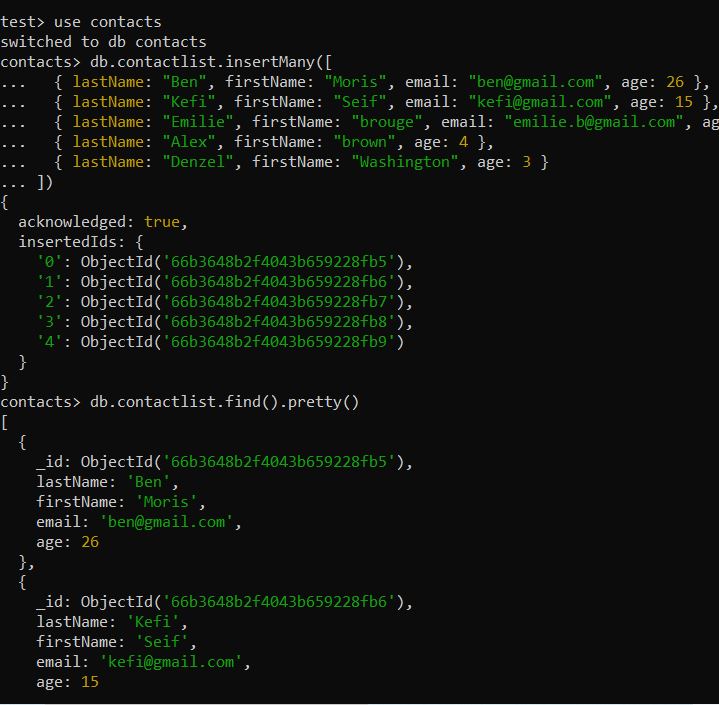 test> use contacts
switched to db contacts
contacts> db.contactlist.insertMany([
...   { lastName: "Ben", firstName: "Moris", email: "ben@gmail.com", age: 26 },
...   { lastName: "Kefi", firstName: "Seif", email: "kefi@gmail.com", age: 15 },
...   { lastName: "Emilie", firstName: "brouge", email: "emilie.b@gmail.com", ag
...   { lastName: "Alex", firstName: "brown", age: 4 },
...   { lastName: "Denzel", firstName: "Washington", age: 3 }
... ])
{
  acknowledged: true,
  insertedIds: {
    '0': ObjectId('66b3648b2f4043b659228fb5'),
    '1': ObjectId('66b3648b2f4043b659228fb6'),
    '2': ObjectId('66b3648b2f4043b659228fb7'),
    '3': ObjectId('66b3648b2f4043b659228fb8'),
    '4': ObjectId('66b3648b2f4043b659228fb9')
  }
}
contacts> db.contactlist.find().pretty()
[
  {
    _id: ObjectId('66b3648b2f4043b659228fb5'),
    lastName: 'Ben',
    firstName: 'Moris',
    email: 'ben@gmail.com',
    age: 26
  },
  {
    _id: ObjectId('66b3648b2f4043b659228fb6'),
    lastName: 'Kefi',
    firstName: 'Seif',
    email: 'kefi@gmail.com',
    age: 15